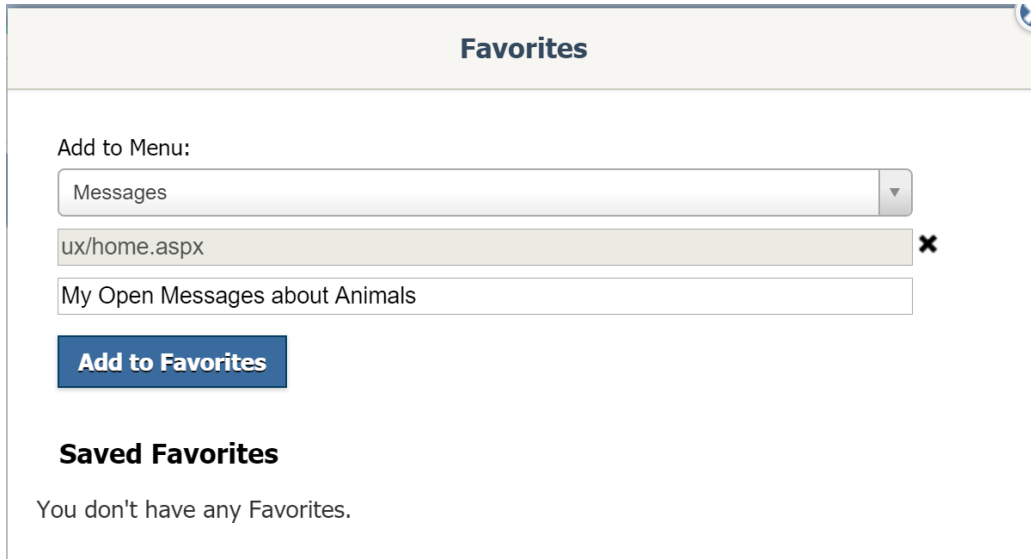 Favorites
Add to Menu:
Messages
ux/home.aspx
My Open Messages about Animals
Add to Favorites
Saved Favorites
You don't have any Favorites.